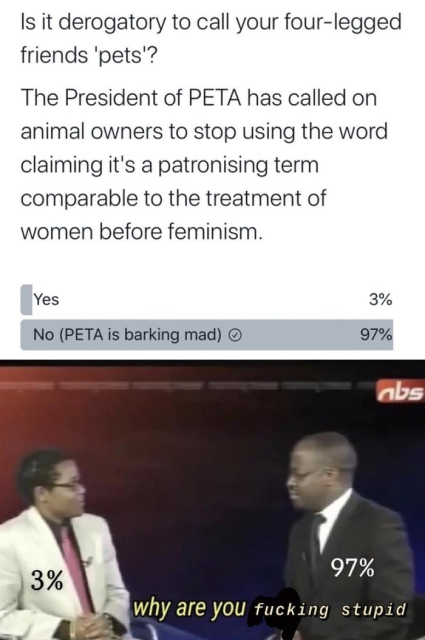 Is it derogatory to call your four-legged
friends 'pets'?
The President of PETA has called on
animal owners to stop using the word
claiming it's a patronising term
comparable to the treatment of
women before feminism.
Yes 3%
No (PETA is barking mad) 97%
nbs
3%
97%
why are you fucking stupid